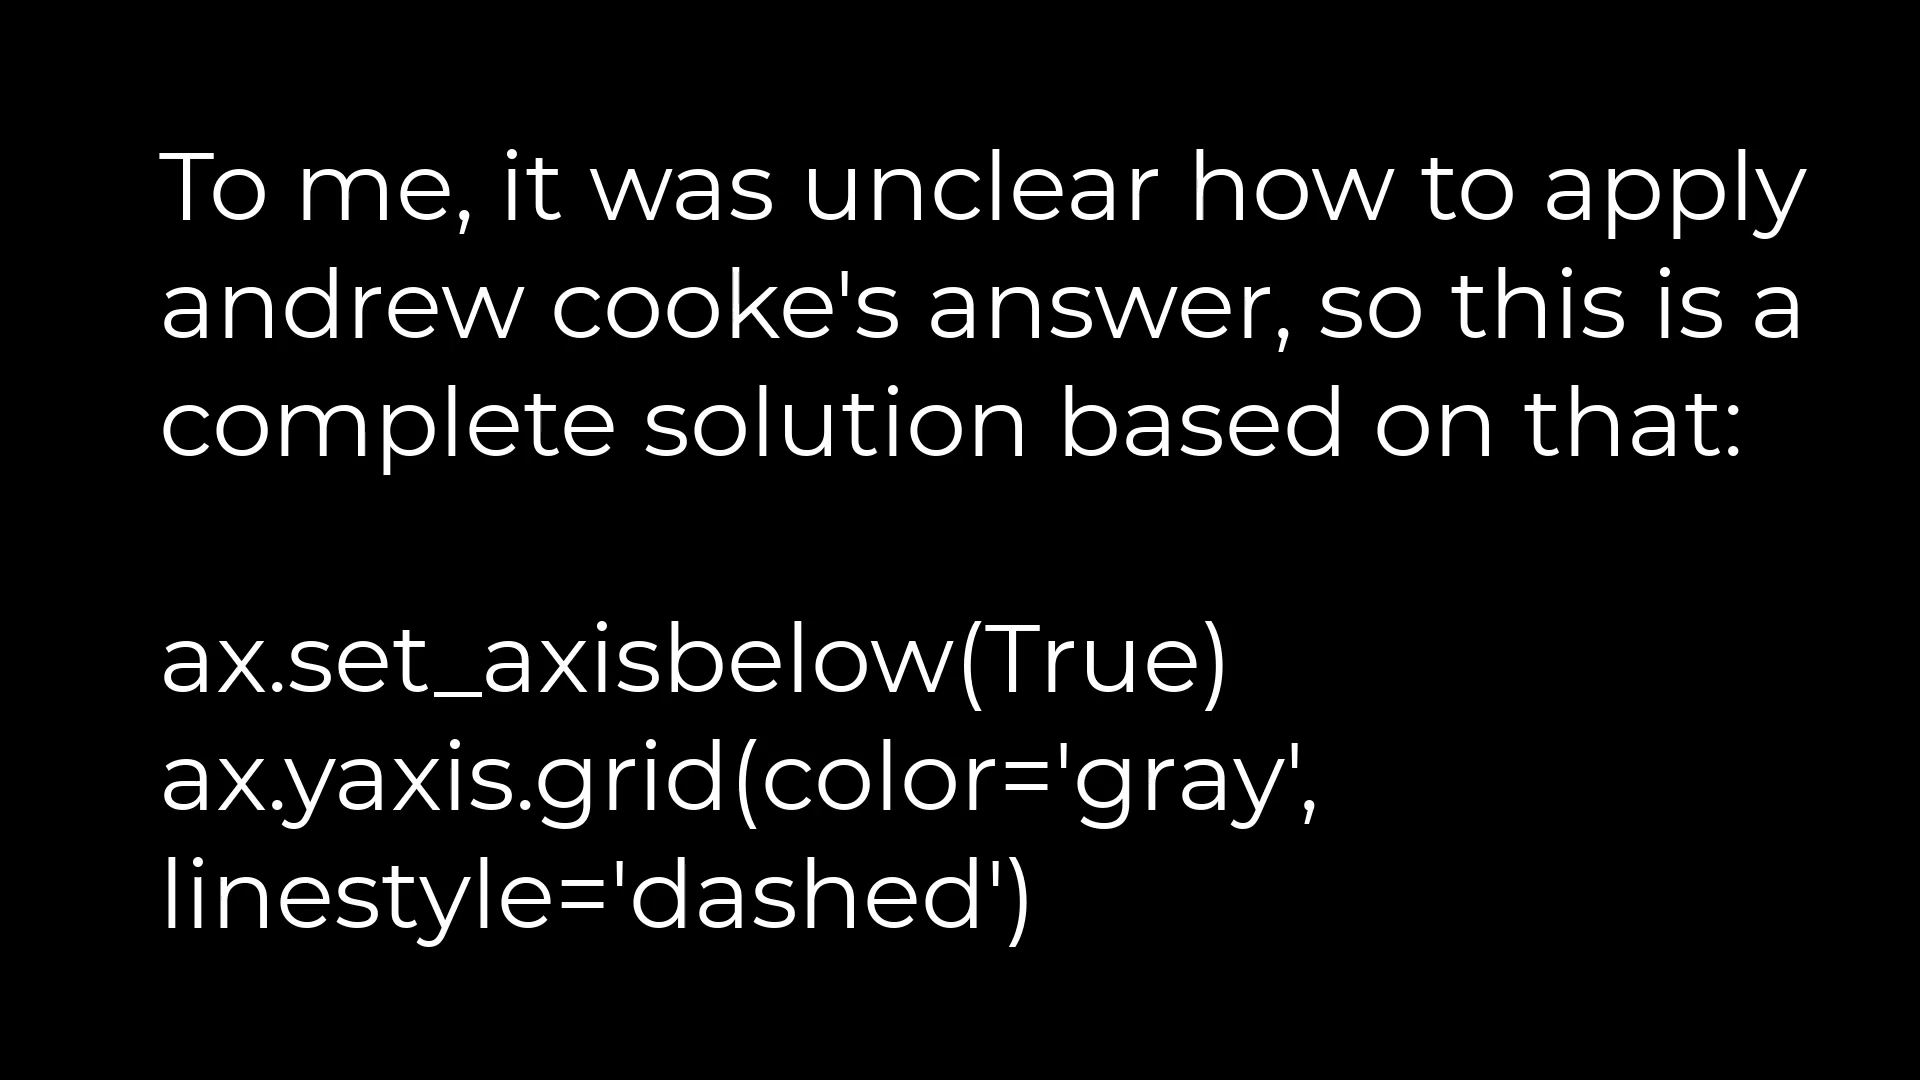 To me, it was unclear how to apply
andrew cooke's answer, so this is a
complete solution based on that:
ax.set_axisbelow(True)
ax.yaxis.grid(color='gray',
linestyle='dashed')